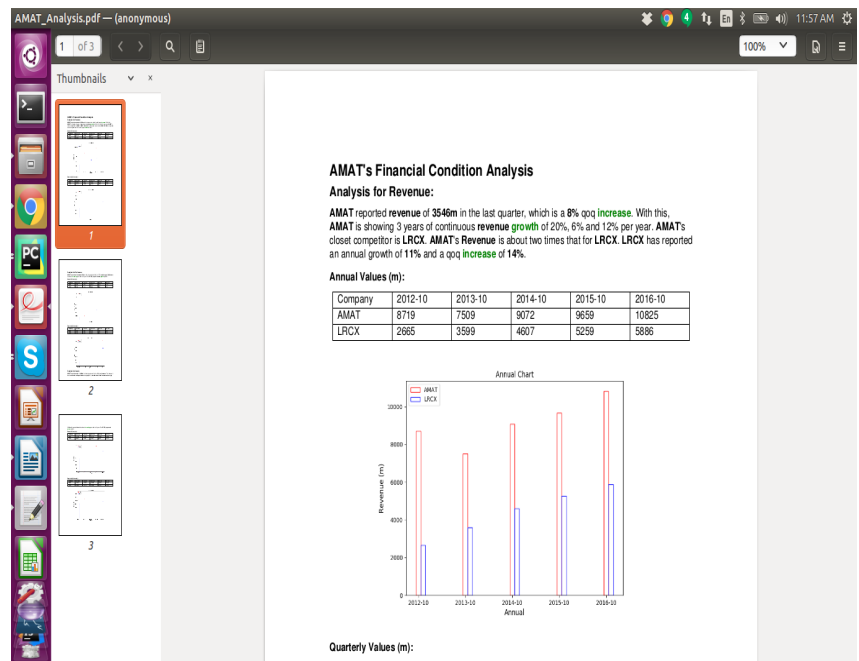 AMAT_Analysis.pdf — (anonymous)
4
En
11:57 AM
1 of 3
100%
Thumbnails
1
2
3
AMAT's Financial Condition Analysis
Analysis for Revenue:
AMAT reported revenue of 3546m in the last quarter, which is a 8% qoq increase. With this,
AMAT is showing 3 years of continuous revenue growth of 20%, 6% and 12% per year. AMAT's
closet competitor is LRCX. AMAT's Revenue is about two times that for LRCX. LRCX has reported
an annual growth of 11% and a qoq increase of 14%.
Annual Values (m):
Company 2012-10 2013-10 2014-10 2015-10 2016-10
AMAT 8719 7509 9072 9659 10825
LRCX 2665 3599 4607 5259 5886
Annual Chart
AMAT
LRCX
Revenue (m)
10000
8000
6000
4000
2000
0
2012-10 2013-10 2014-10 2015-10 2016-10
Annual
Quarterly Values (m):
PC
S